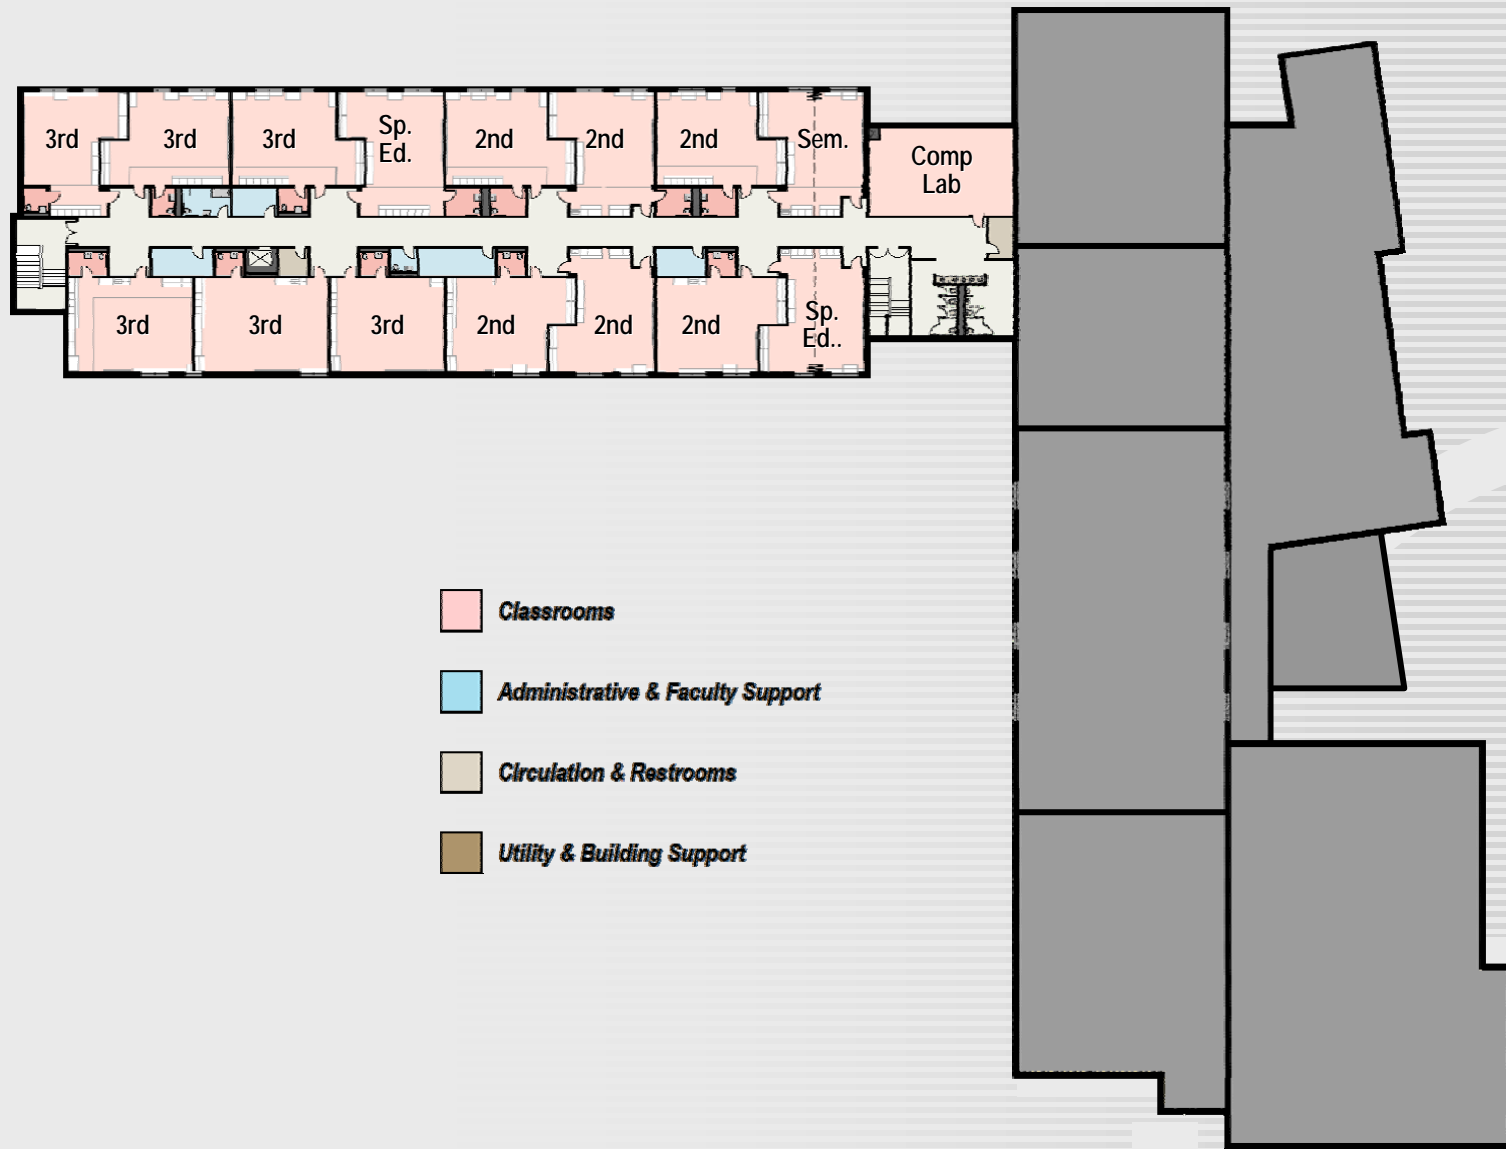 3rd
3rd
3rd
Sp.
Ed.
2nd
2nd
2nd
Sem.
Comp
Lab
3rd
3rd
3rd
2nd
2nd
2nd
Sp.
Ed..
Classrooms
Administrative & Faculty Support
Circulation & Restrooms
Utility & Building Support